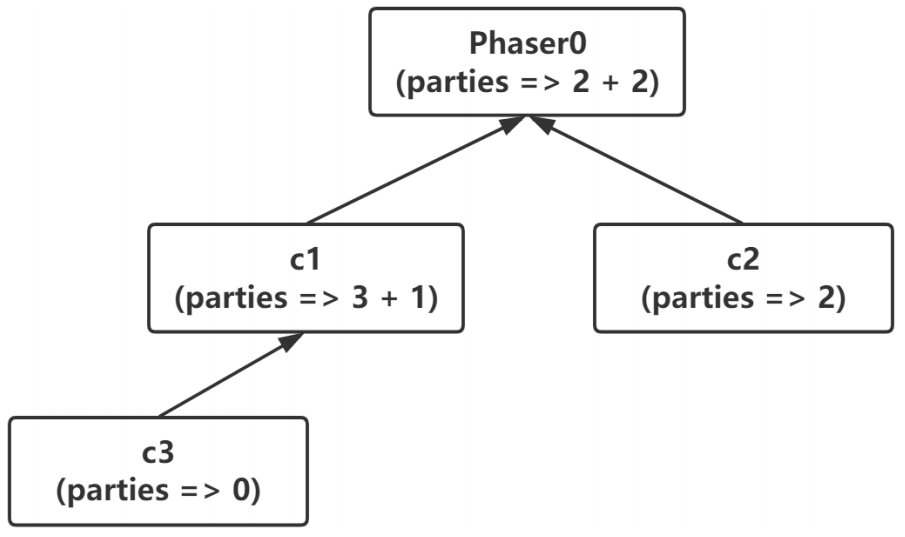 Phaser0
(parties => 2 + 2)
c1
(parties => 3 + 1)
c2
(parties => 2)
c3
(parties => 0)